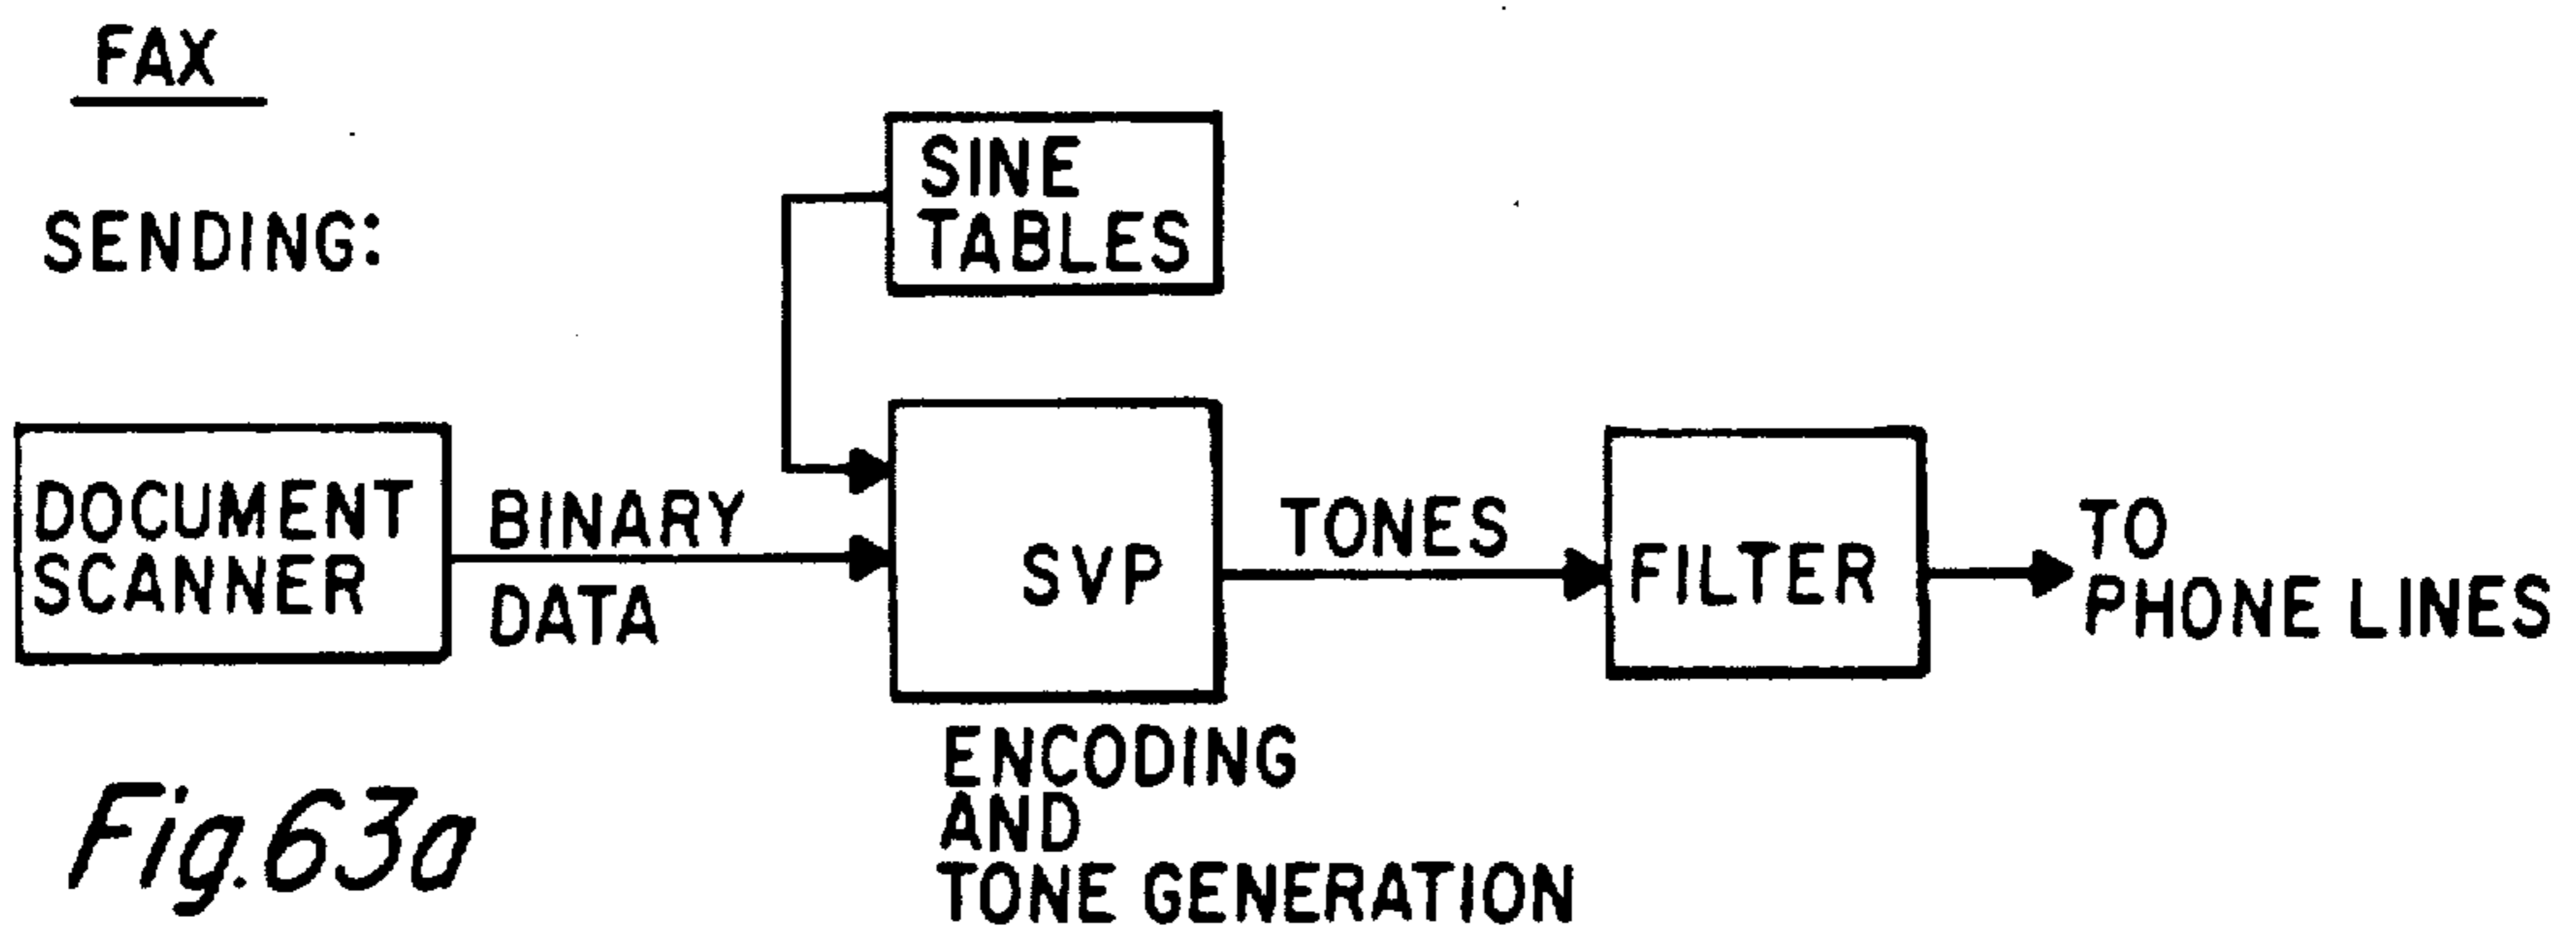 FAX
SENDING:
SINE
TABLES
DOCUMENT
SCANNER
BINARY
DATA
SVP
TONES
FILTER
TO
PHONE LINES
ENCODING
AND
TONE GENERATION
Fig.63a